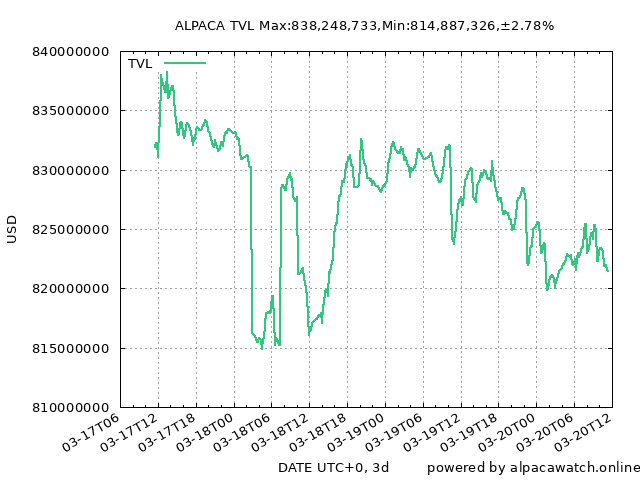 ALPACA TVL Max:838,248,733,Min:814,887,326,±2.78%
TVL
840000000
835000000
830000000
825000000
820000000
815000000
810000000
USD
03-17T06
03-17T12
03-17T18
03-18T00
03-18T06
03-18T12
03-18T18
03-19T00
03-19T06
03-19T12
03-19T18
03-20T00
03-20T06
03-20T12
DATE UTC+0, 3d
powered by alpacawatch.online